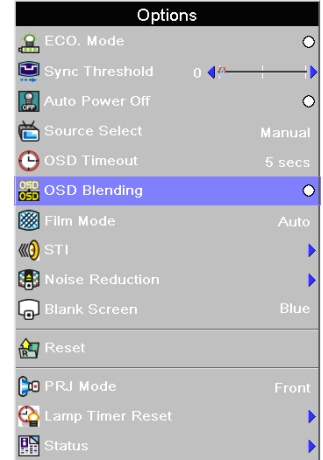 Options
ECO. Mode
Sync Threshold 0
Auto Power Off
Source Select Manual
OSD Timeout 5 secs
OSD OSD OSD Blending
Film Mode Auto
STI
Noise Reduction
Blank Screen Blue
Reset
PRJ Mode Front
Lamp Timer Reset
Status